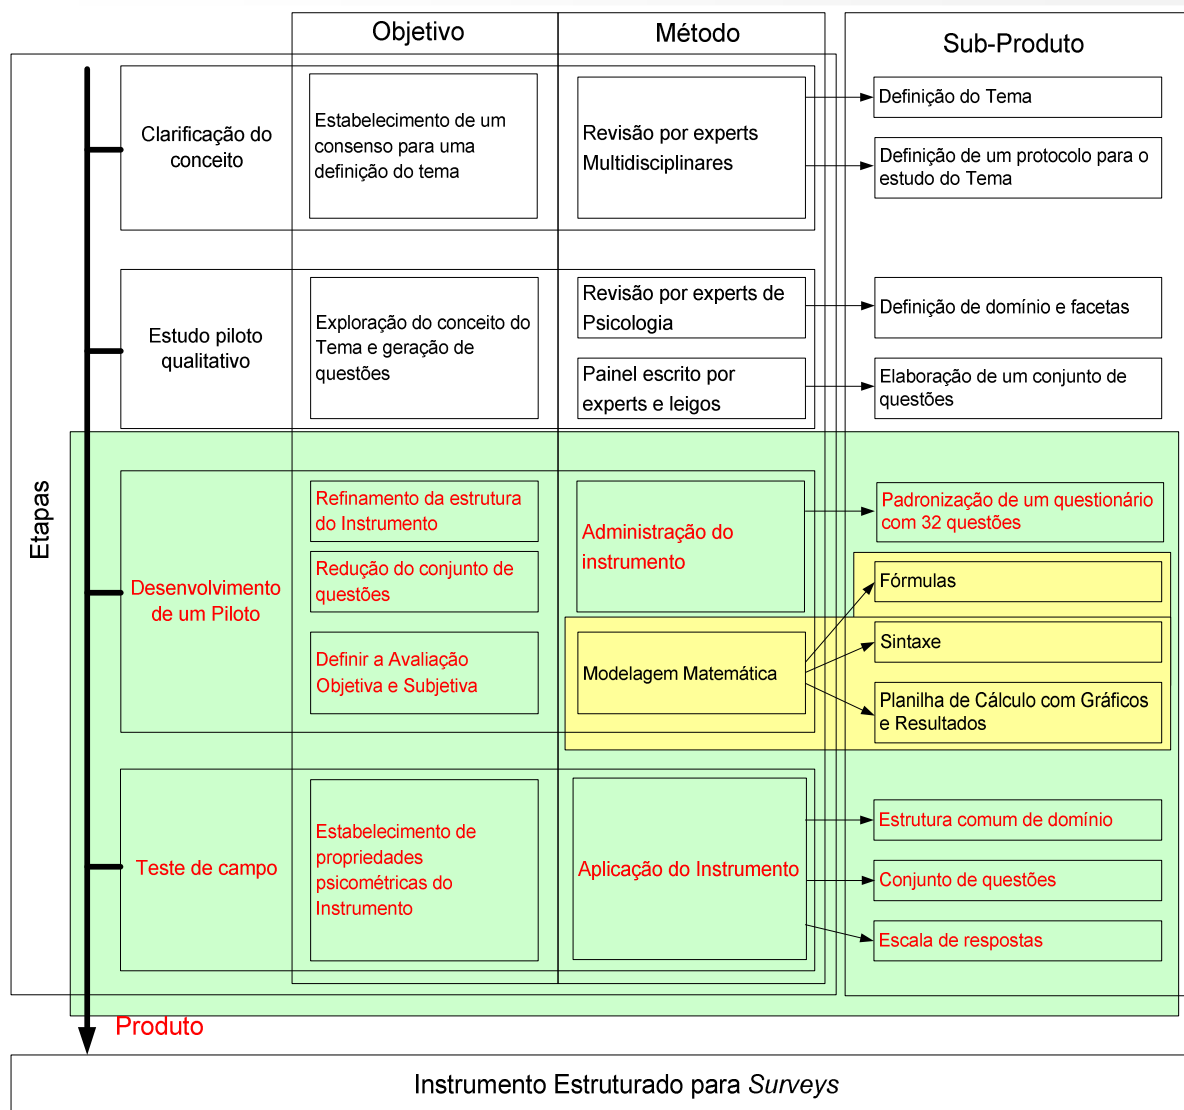 Objetivo
Método
Sub-Produto
Etapas
Clarificação do
conceito
Estabelecimento de um
consenso para uma
definição do tema
Revisão por experts
Multidisciplinares
Definição do Tema
Definição de um protocolo para o
estudo do Tema
Estudo piloto
qualitativo
Exploração do conceito do
Tema e geração de
questões
Revisão por experts de
Psicologia
Painel escrito por
experts e leigos
Definição de domínio e facetas
Elaboração de um conjunto de
questões
Desenvolvimento
de um Piloto
Refinamento da estrutura
do Instrumento
Redução do conjunto de
questões
Definir a Avaliação
Objetiva e Subjetiva
Administração do
instrumento
Modelagem Matemática
Padronização de um questionário
com 32 questões
Fórmulas
Sintaxe
Planilha de Cálculo com Gráficos
e Resultados
Teste de campo
Estabelecimento de
propriedades
psicométricas do
Instrumento
Aplicação do Instrumento
Estrutura comum de domínio
Conjunto de questões
Escala de respostas
Produto
Instrumento Estruturado para Surveys